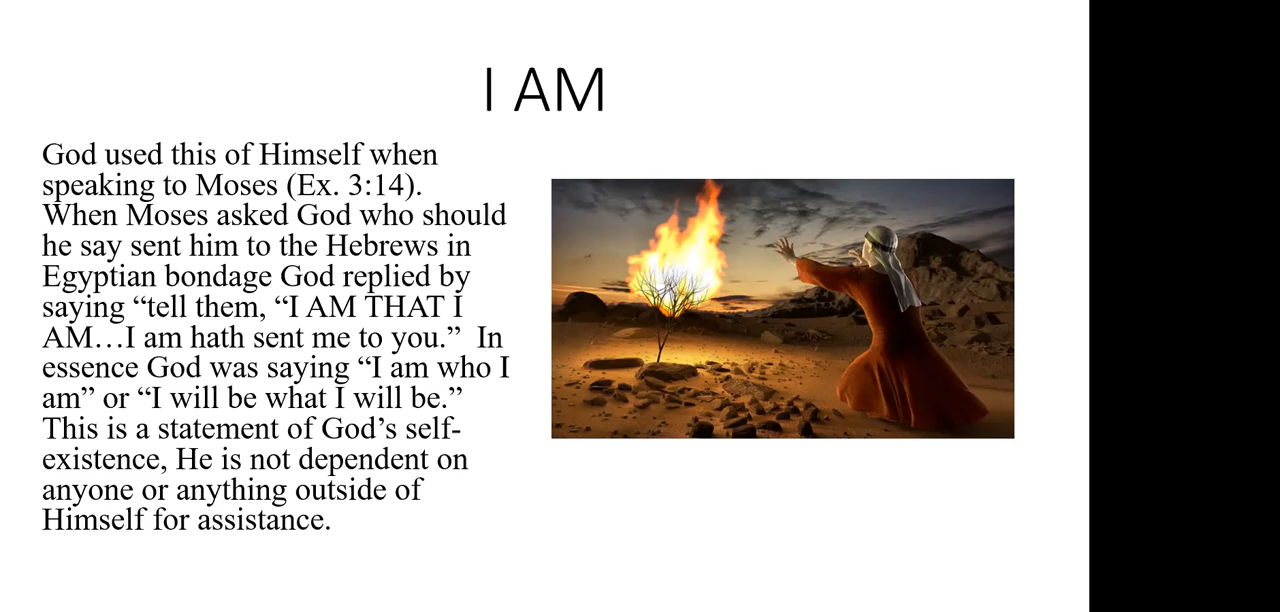 I AM
God used this of Himself when
speaking to Moses (Ex. 3:14).
When Moses asked God who should
he say sent him to the Hebrews in
Egyptian bondage God replied by
saying “tell them, “I AM THAT I
AM…I am hath sent me to you.”  In
essence God was saying “I am who I
am” or “I will be what I will be.”
This is a statement of God’s self-
existence, He is not dependent on
anyone or anything outside of
Himself for assistance.